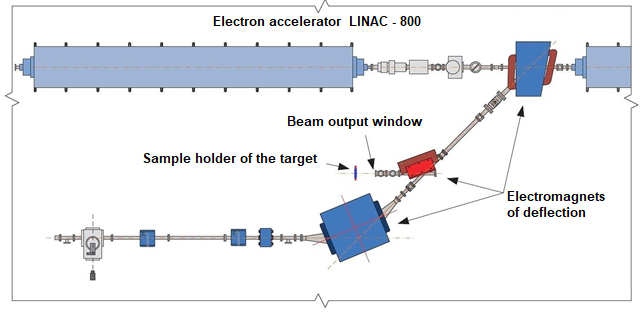 Electron accelerator LINAC - 800
Beam output window
Sample holder of the target
Electromagnets
of deflection